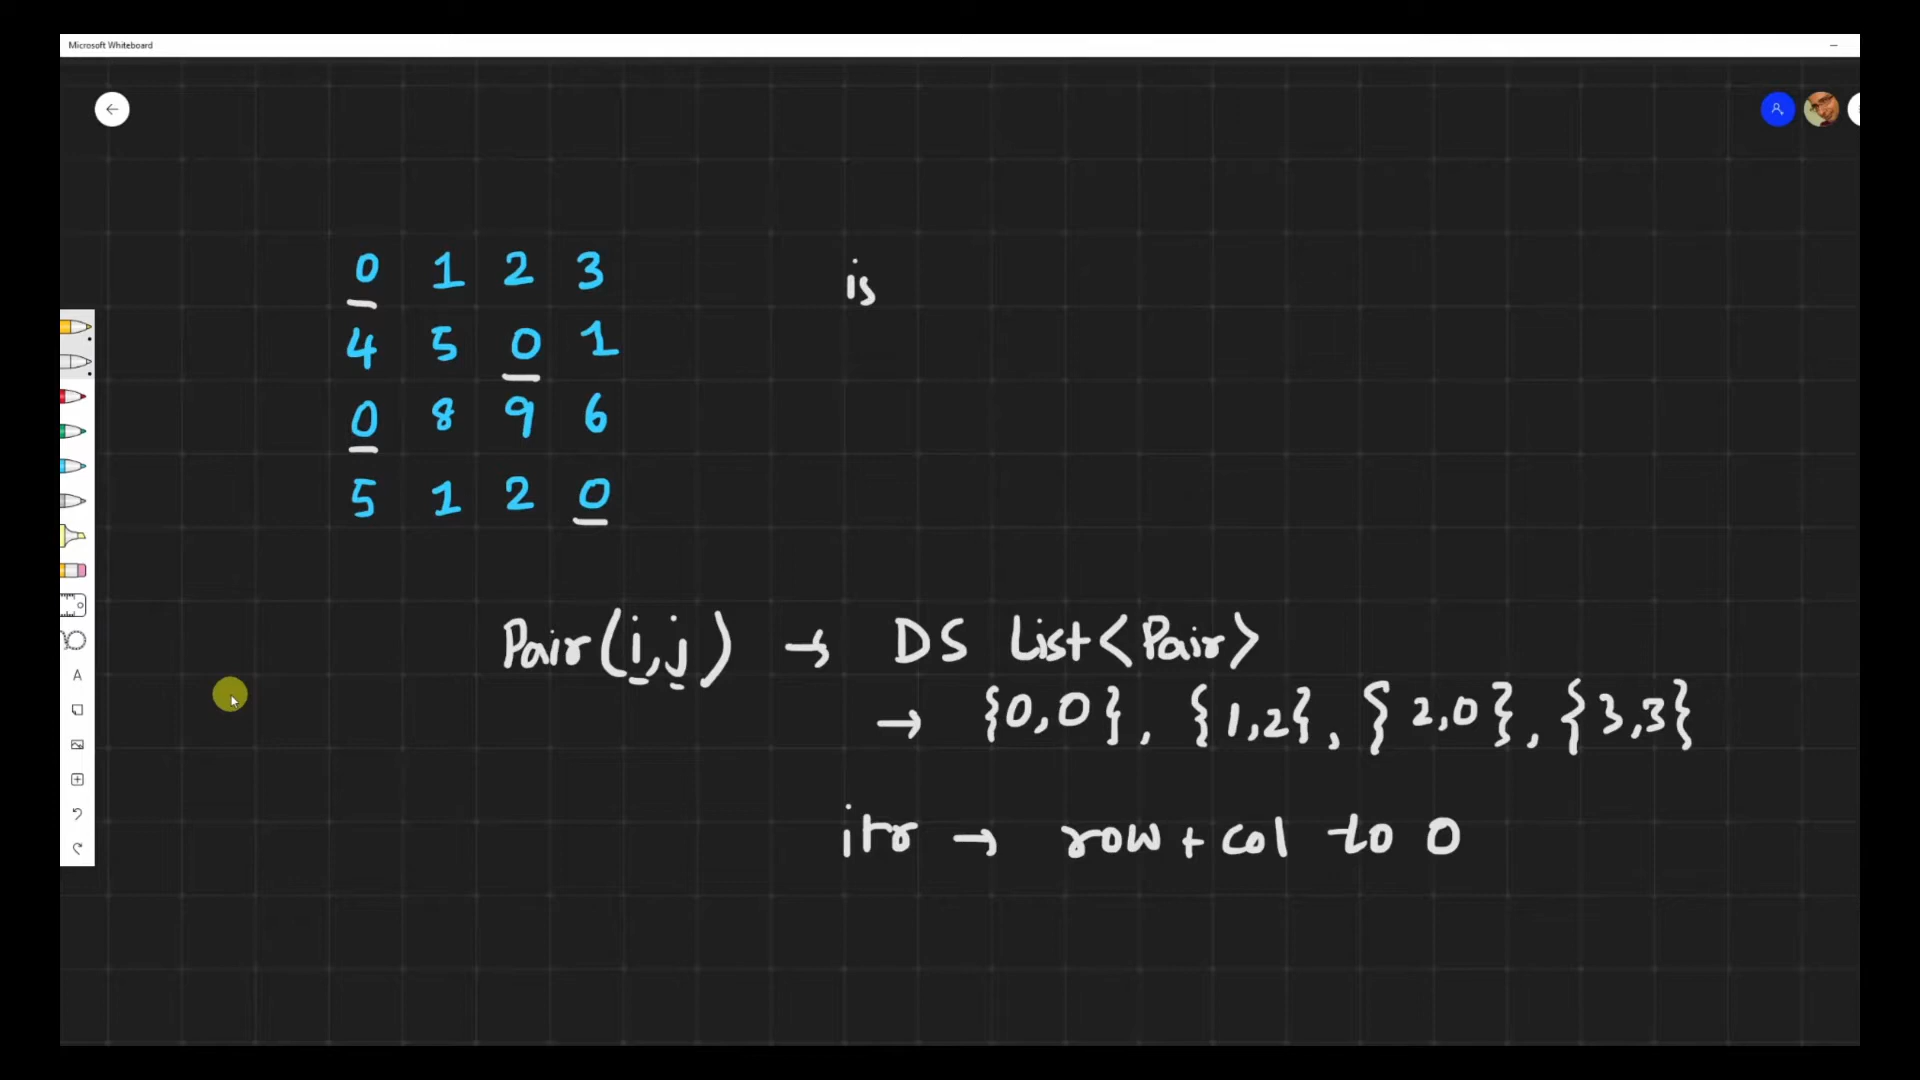 Microsoft Whiteboard
0 1 2 3
is
4 5 0 1
0 8 9 6
5 1 2 0
Pair(i,j) → DS List<Pair>
→ {0,0}, {1,2}, {2,0}, {3,3}
itr → row + col to 0
A